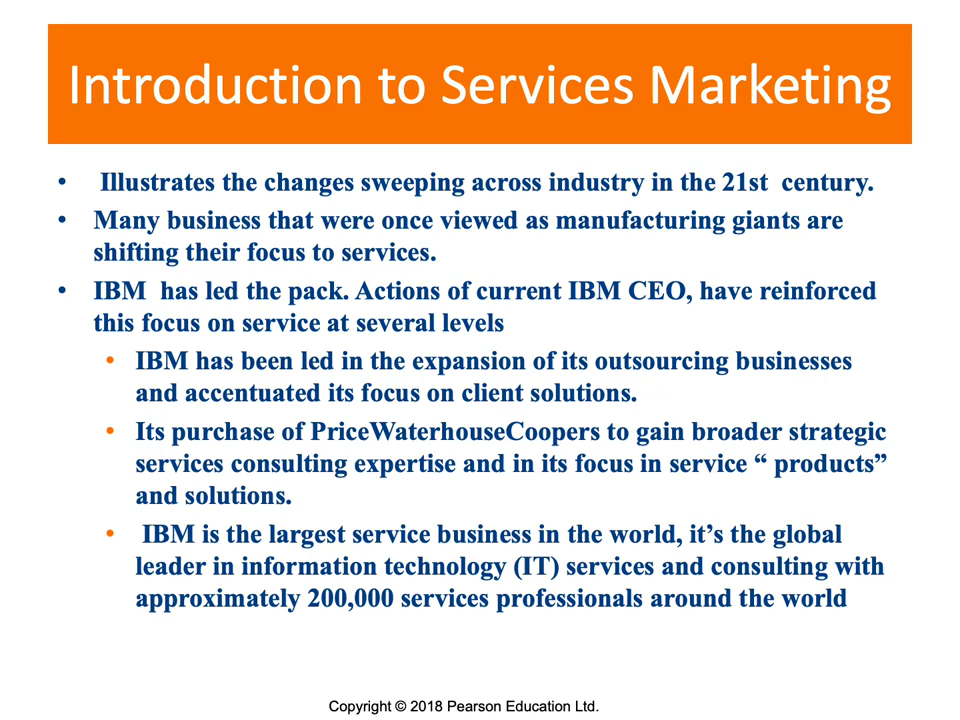 Introduction to Services Marketing
• Illustrates the changes sweeping across industry in the 21st century.
• Many business that were once viewed as manufacturing giants are
shifting their focus to services.
• IBM has led the pack. Actions of current IBM CEO, have reinforced
this focus on service at several levels
• IBM has been led in the expansion of its outsourcing businesses
and accentuated its focus on client solutions.
• Its purchase of PriceWaterhouseCoopers to gain broader strategic
services consulting expertise and in its focus in service “ products”
and solutions.
• IBM is the largest service business in the world, it’s the global
leader in information technology (IT) services and consulting with
approximately 200,000 services professionals around the world
Copyright © 2018 Pearson Education Ltd.